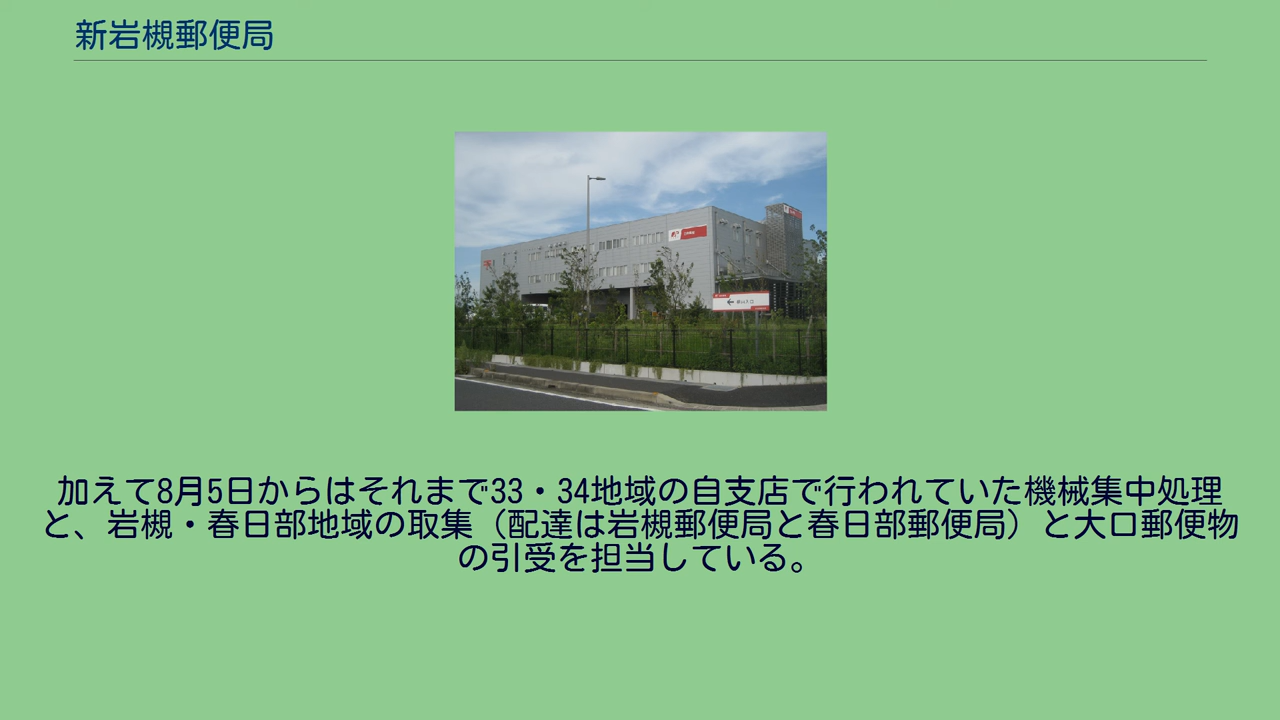 新岩槻郵便局
加えて8月5日からはそれまで33・34地域の自支店で行われていた機械集中処理
と、岩槻・春日部地域の取集（配達は岩槻郵便局と春日部郵便局）と大口郵便物
の引受を担当している。